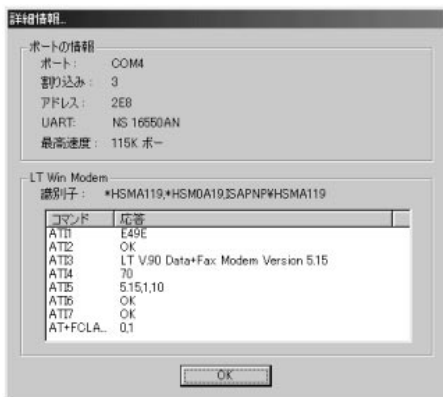 詳細情報...
ポートの情報
ポート： COM4
割り込み： 3
アドレス： 2E8
UART: NS 16550AN
最高速度： 115K ボー
LT Win Modem
識別子： *HSMA119,*HSM0A19,ISAPNP¥HSMA119
コマンド 応答
ATI1 E49E
ATI2 OK
ATI3 LT V.90 Data+Fax Modem Version 5.15
ATI4 70
ATI5 5.15,1,10
ATI6 OK
ATI7 OK
AT+FCLA... 0,1
OK